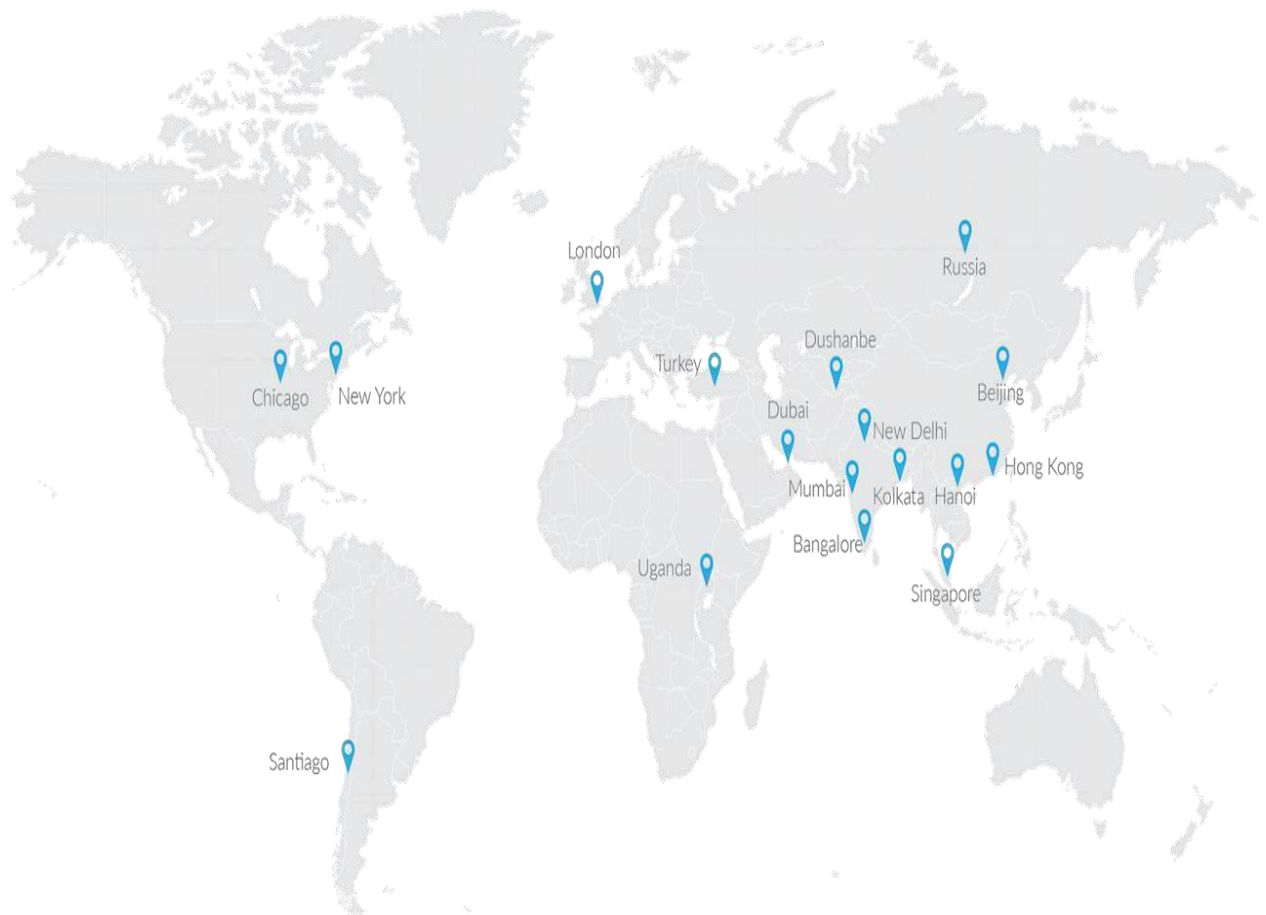 London
Russia
Dushanbe
Turkey
Chicago
New York
Beijing
Dubai
New Delhi
Hong Kong
Mumbai
Kolkata
Hanoi
Bangalore
Uganda
Singapore
Santiago